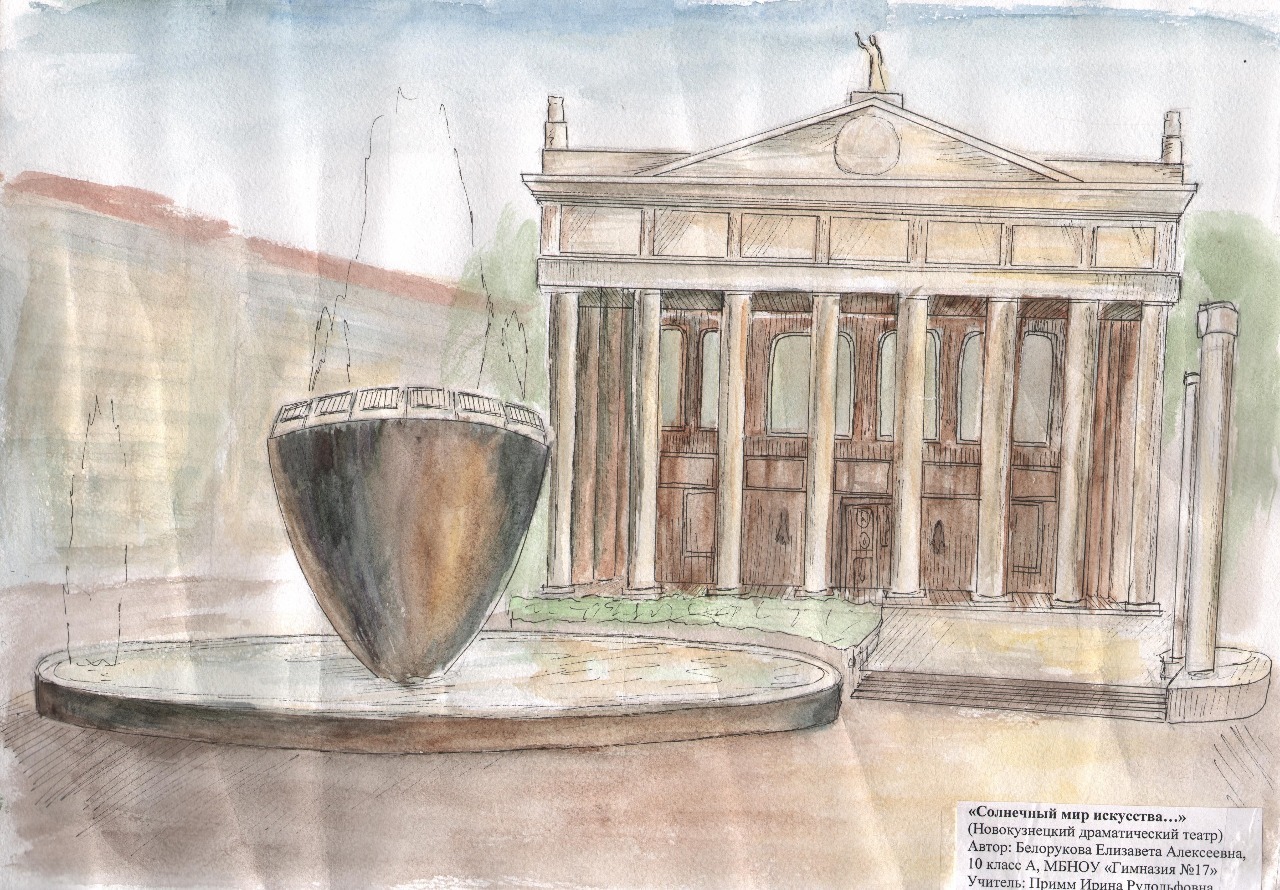 «Солнечный мир искусства…»
(Новокузнецкий драматический театр)
Автор: Белорукова Елизавета Алексеевна,
10 класс А, МБНОУ «Гимназия №17»
Учитель: Примм Ирина Рудольфовна